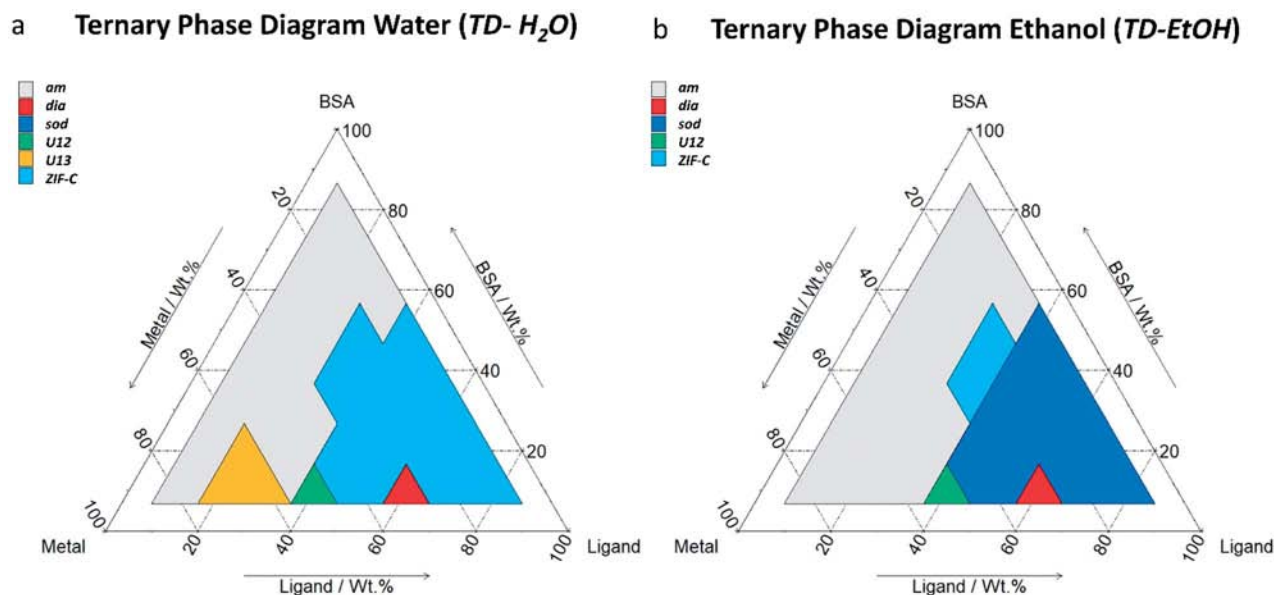 a Ternary Phase Diagram Water (TD- H₂O)
am
dia
sod
U12
U13
ZIF-C
BSA
100
20
80
40
60
60
40
80
20
100
Metal / Wt.%
BSA / Wt.%
Metal
20
40
60
80
100
Ligand
Ligand / Wt.%
b Ternary Phase Diagram Ethanol (TD-EtOH)
am
dia
sod
U12
ZIF-C
BSA
100
20
80
40
60
60
40
80
20
100
Metal / Wt.%
BSA / Wt.%
Metal
20
40
60
80
100
Ligand
Ligand / Wt.%